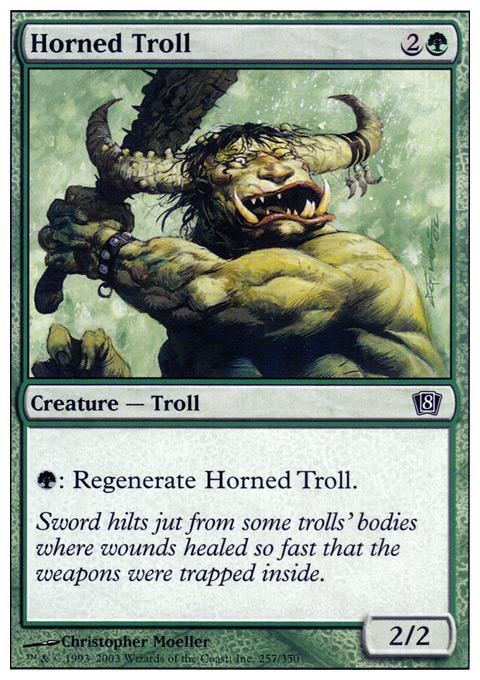 Horned Troll 2
Creature — Troll 8
: Regenerate Horned Troll.
Sword hilts jut from some trolls’ bodies
where wounds healed so fast that the
weapons were trapped inside.
Christopher Moeller
2/2
™ & © 1993–2003 Wizards of the Coast, Inc. 257/350